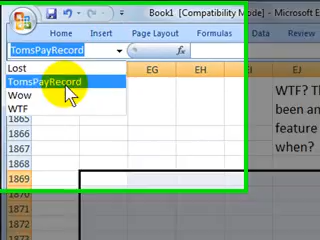 Book1 [Compatibility Mode] - Microsoft E
Home
Insert
Page Layout
Formulas
TomsPayRecord
fx
Lost
TomsPayRecord
Wow
WTF
EG
EH
EJ
WTF? Th
been an
feature
when?
1865
1866
1867
1868
1869
1870
1871
1872
1873